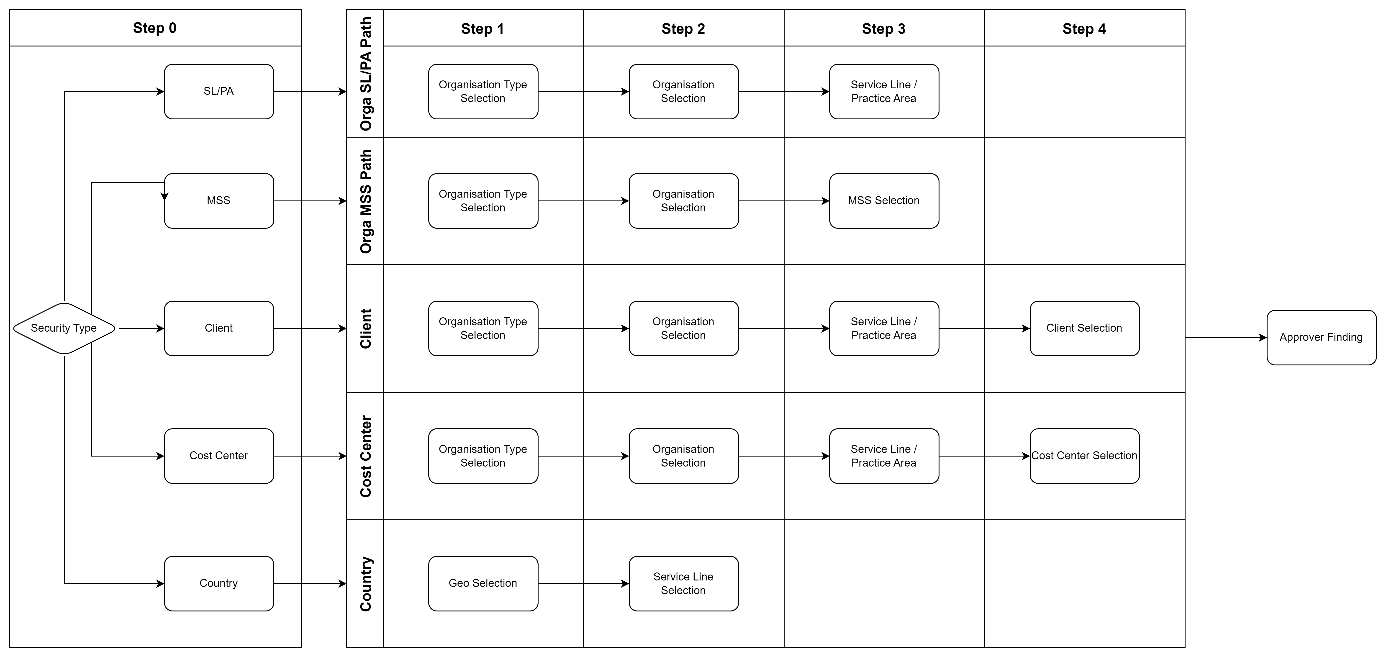 Step 0
Step 1
Step 2
Step 3
Step 4
Orga SL/PA Path
SL/PA
Organisation Type
Selection
Organisation
Selection
Service Line /
Practice Area
Orga MSS Path
MSS
Organisation Type
Selection
Organisation
Selection
MSS Selection
Security Type
Client
Client
Organisation Type
Selection
Organisation
Selection
Service Line /
Practice Area
Client Selection
Approver Finding
Cost Center
Cost Center
Organisation Type
Selection
Organisation
Selection
Service Line /
Practice Area
Cost Center Selection
Country
Country
Geo Selection
Service Line
Selection